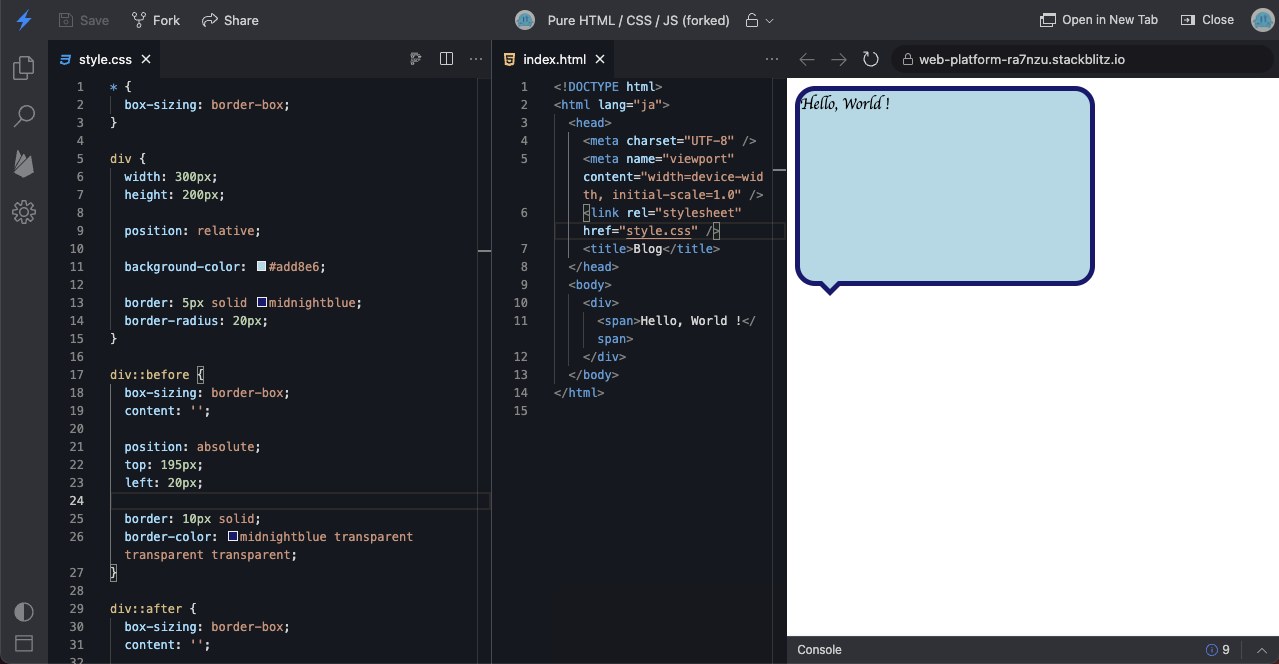 Save Fork Share Pure HTML / CSS / JS (forked) Open in New Tab Close
style.css
1 * {
2 box-sizing: border-box;
3 }
4
5 div {
6 width: 300px;
7 height: 200px;
8
9 position: relative;
10
11 background-color: #add8e6;
12
13 border: 5px solid midnightblue;
14 border-radius: 20px;
15 }
16
17 div::before {
18 box-sizing: border-box;
19 content: '';
20
21 position: absolute;
22 top: 195px;
23 left: 20px;
24
25 border: 10px solid;
26 border-color: midnightblue transparent
transparent transparent;
27 }
28
29 div::after {
30 box-sizing: border-box;
31 content: '';
32
index.html
1 <!DOCTYPE html>
2 <html lang="ja">
3 <head>
4 <meta charset="UTF-8" />
5 <meta name="viewport"
content="width=device-wid
th, initial-scale=1.0" />
6 <link rel="stylesheet"
href="style.css" />
7 <title>Blog</title>
8 </head>
9 <body>
10 <div>
11 <span>Hello, World !</
span>
12 </div>
13 </body>
14 </html>
15
web-platform-ra7nzu.stackblitz.io
Hello, World !
Console 9